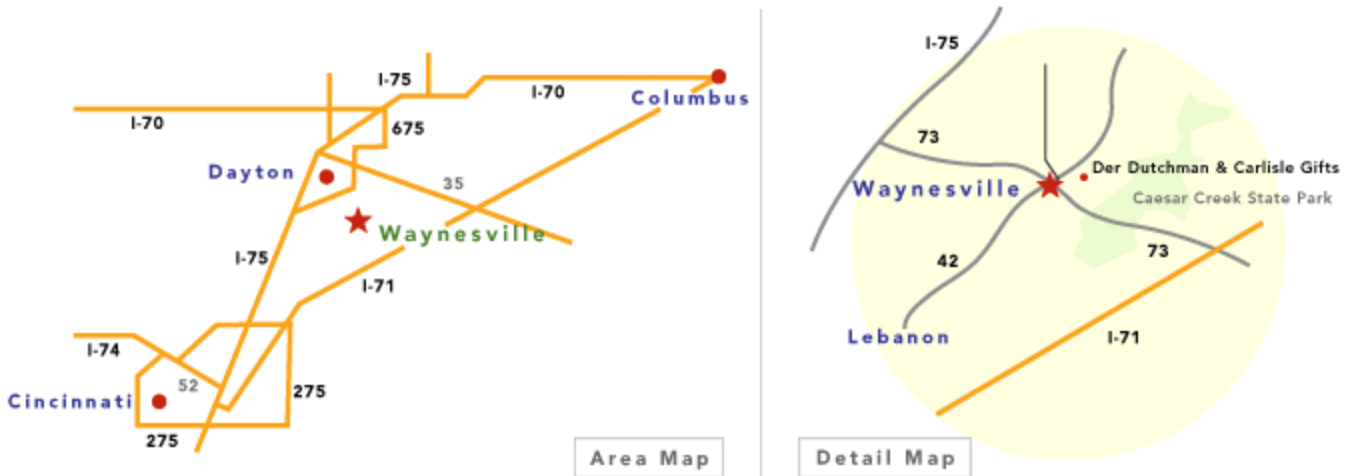 I-75
I-70
Columbus
I-70
675
Dayton
35
Waynesville
I-75
I-71
I-74
52
Cincinnati
275
275
Area Map
I-75
73
Der Dutchman & Carlisle Gifts
Waynesville
Caesar Creek State Park
42
73
Lebanon
I-71
Detail Map